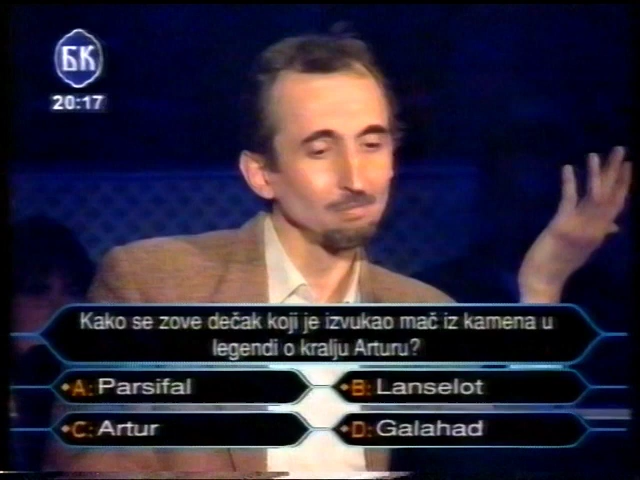 БК
20:17
Kako se zove dečak koji je izvukao mač iz kamena u
legendi o kralju Arturu?
A: Parsifal
B: Lanselot
C: Artur
D: Galahad